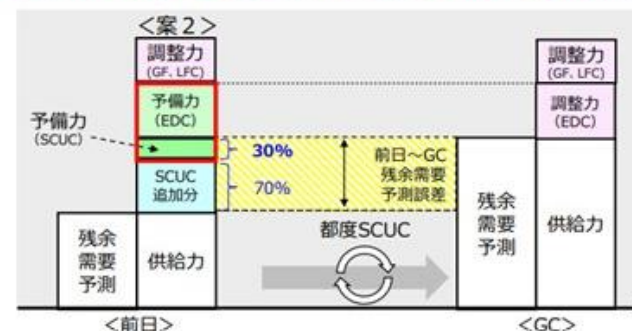 <案2>
調整力
(GF、LFC)
予備力
(EDC)
予備力
(SCUC)
30%
SCUC
追加分
70%
前日～GC
残余需要
予測誤差
残余
需要
予測
供給力
都度SCUC
調整力
(GF、LFC)
調整力
(EDC)
残余
需要
予測
供給力
<前日>
<GC>